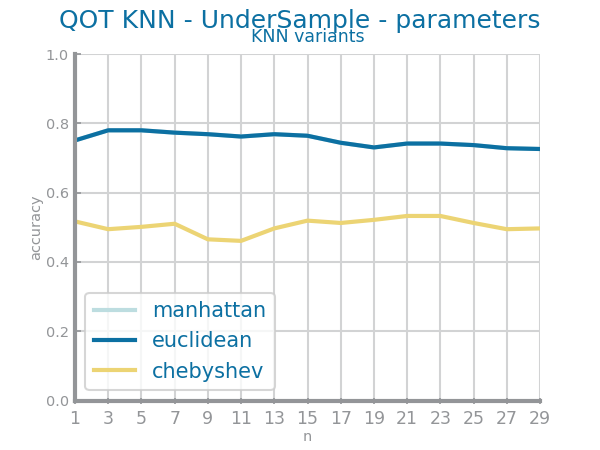 QOT KNN - UnderSample - parameters
KNN variants
1.0
0.8
0.6
0.4
0.2
0.0
accuracy
manhattan
euclidean
chebyshev
1 3 5 7 9 11 13 15 17 19 21 23 25 27 29
n